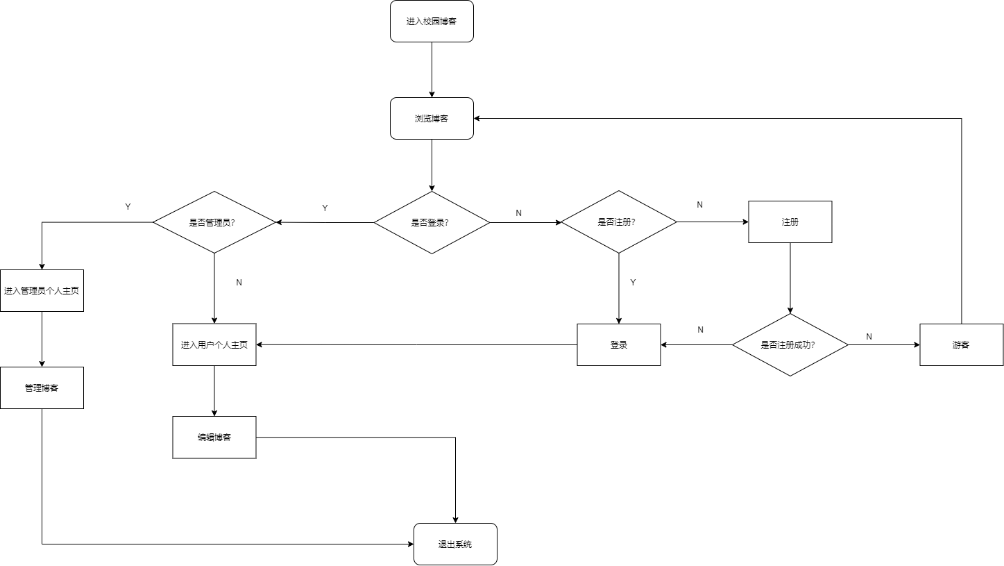 进入校园博客
浏览博客
Y
Y
N
N
是否管理员?
是否登录?
是否注册?
注册
N
Y
进入管理员个人主页
进入用户个人主页
登录
N
是否注册成功?
N
游客
管理博客
编辑博客
退出系统